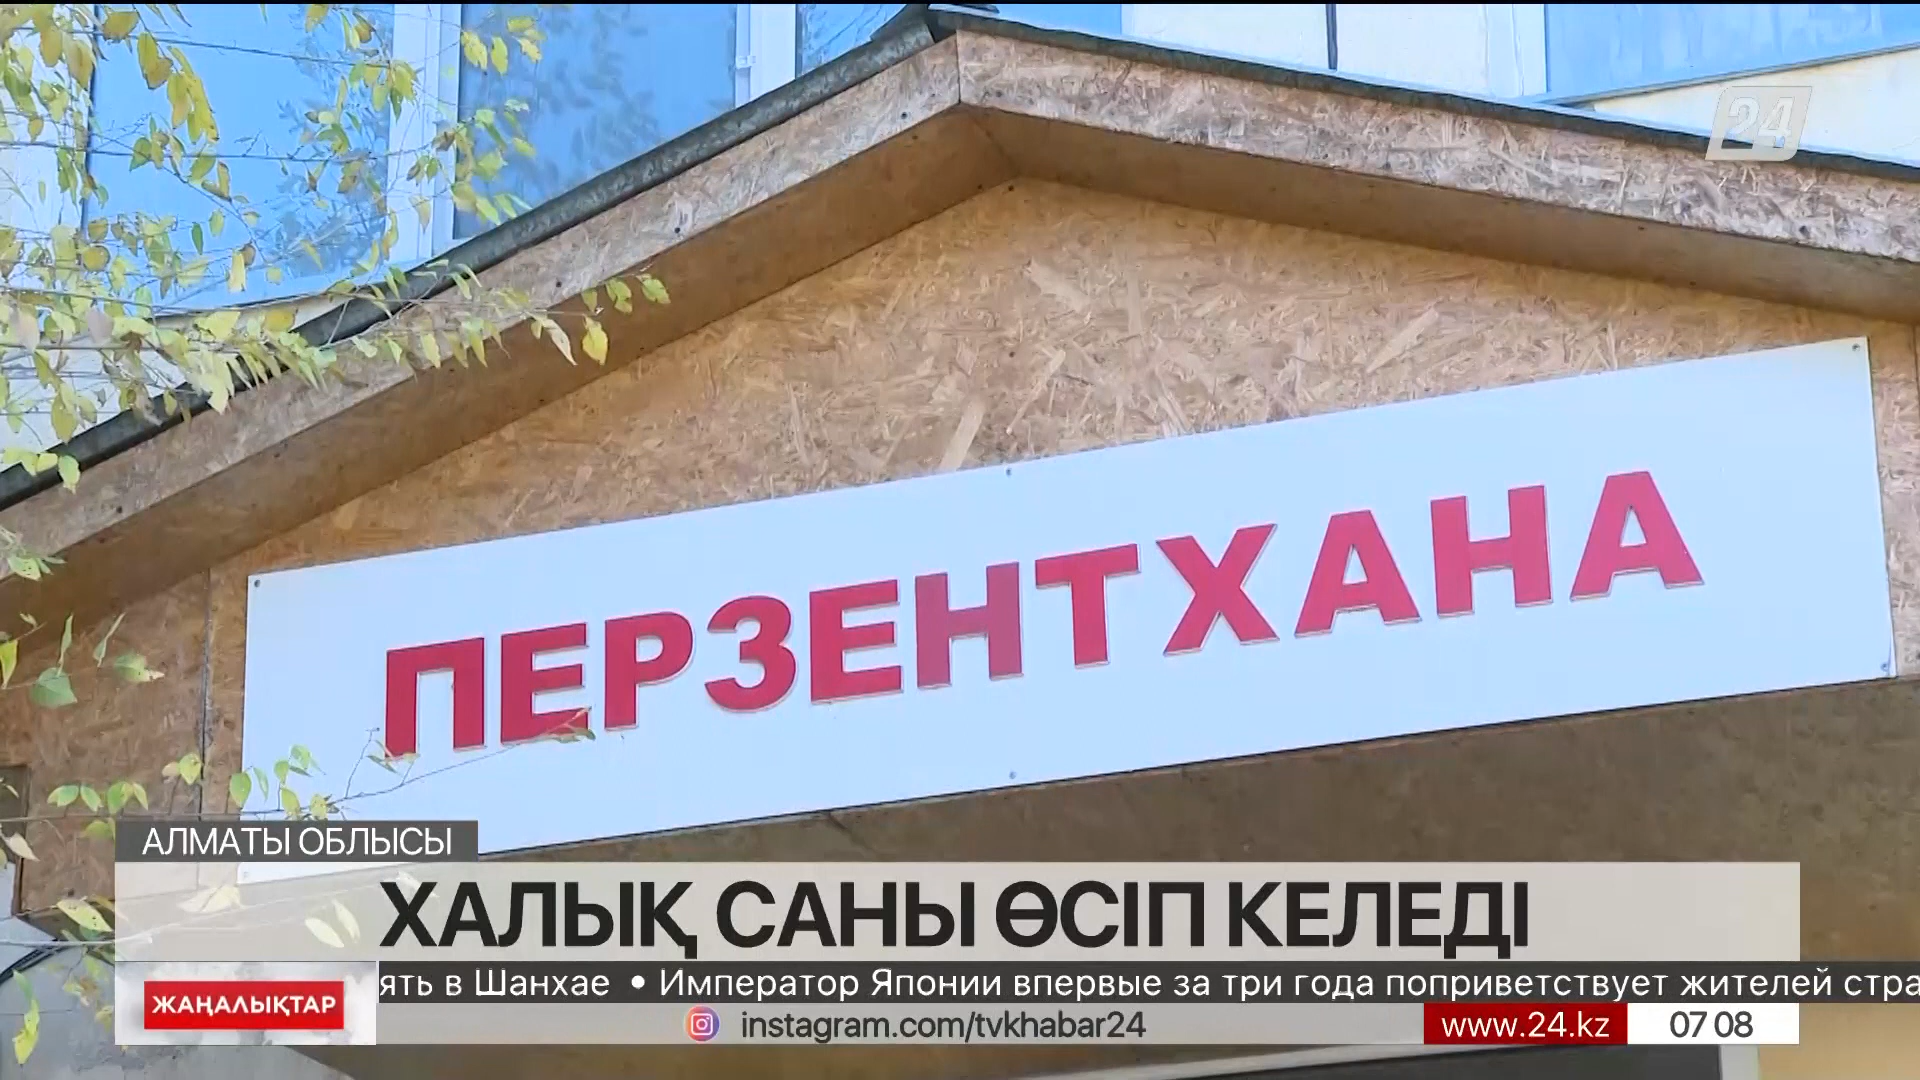 24
ПЕРЗЕНТХАНА
АЛМАТЫ ОБЛЫСЫ
ХАЛЫҚ САНЫ ӨСІП КЕЛЕДІ
ЖАҢАЛЫҚТАР
ять в Шанхае • Император Японии впервые за три года поприветствует жителей стра
instagram.com/tvkhabar24
www.24.kz
07 08